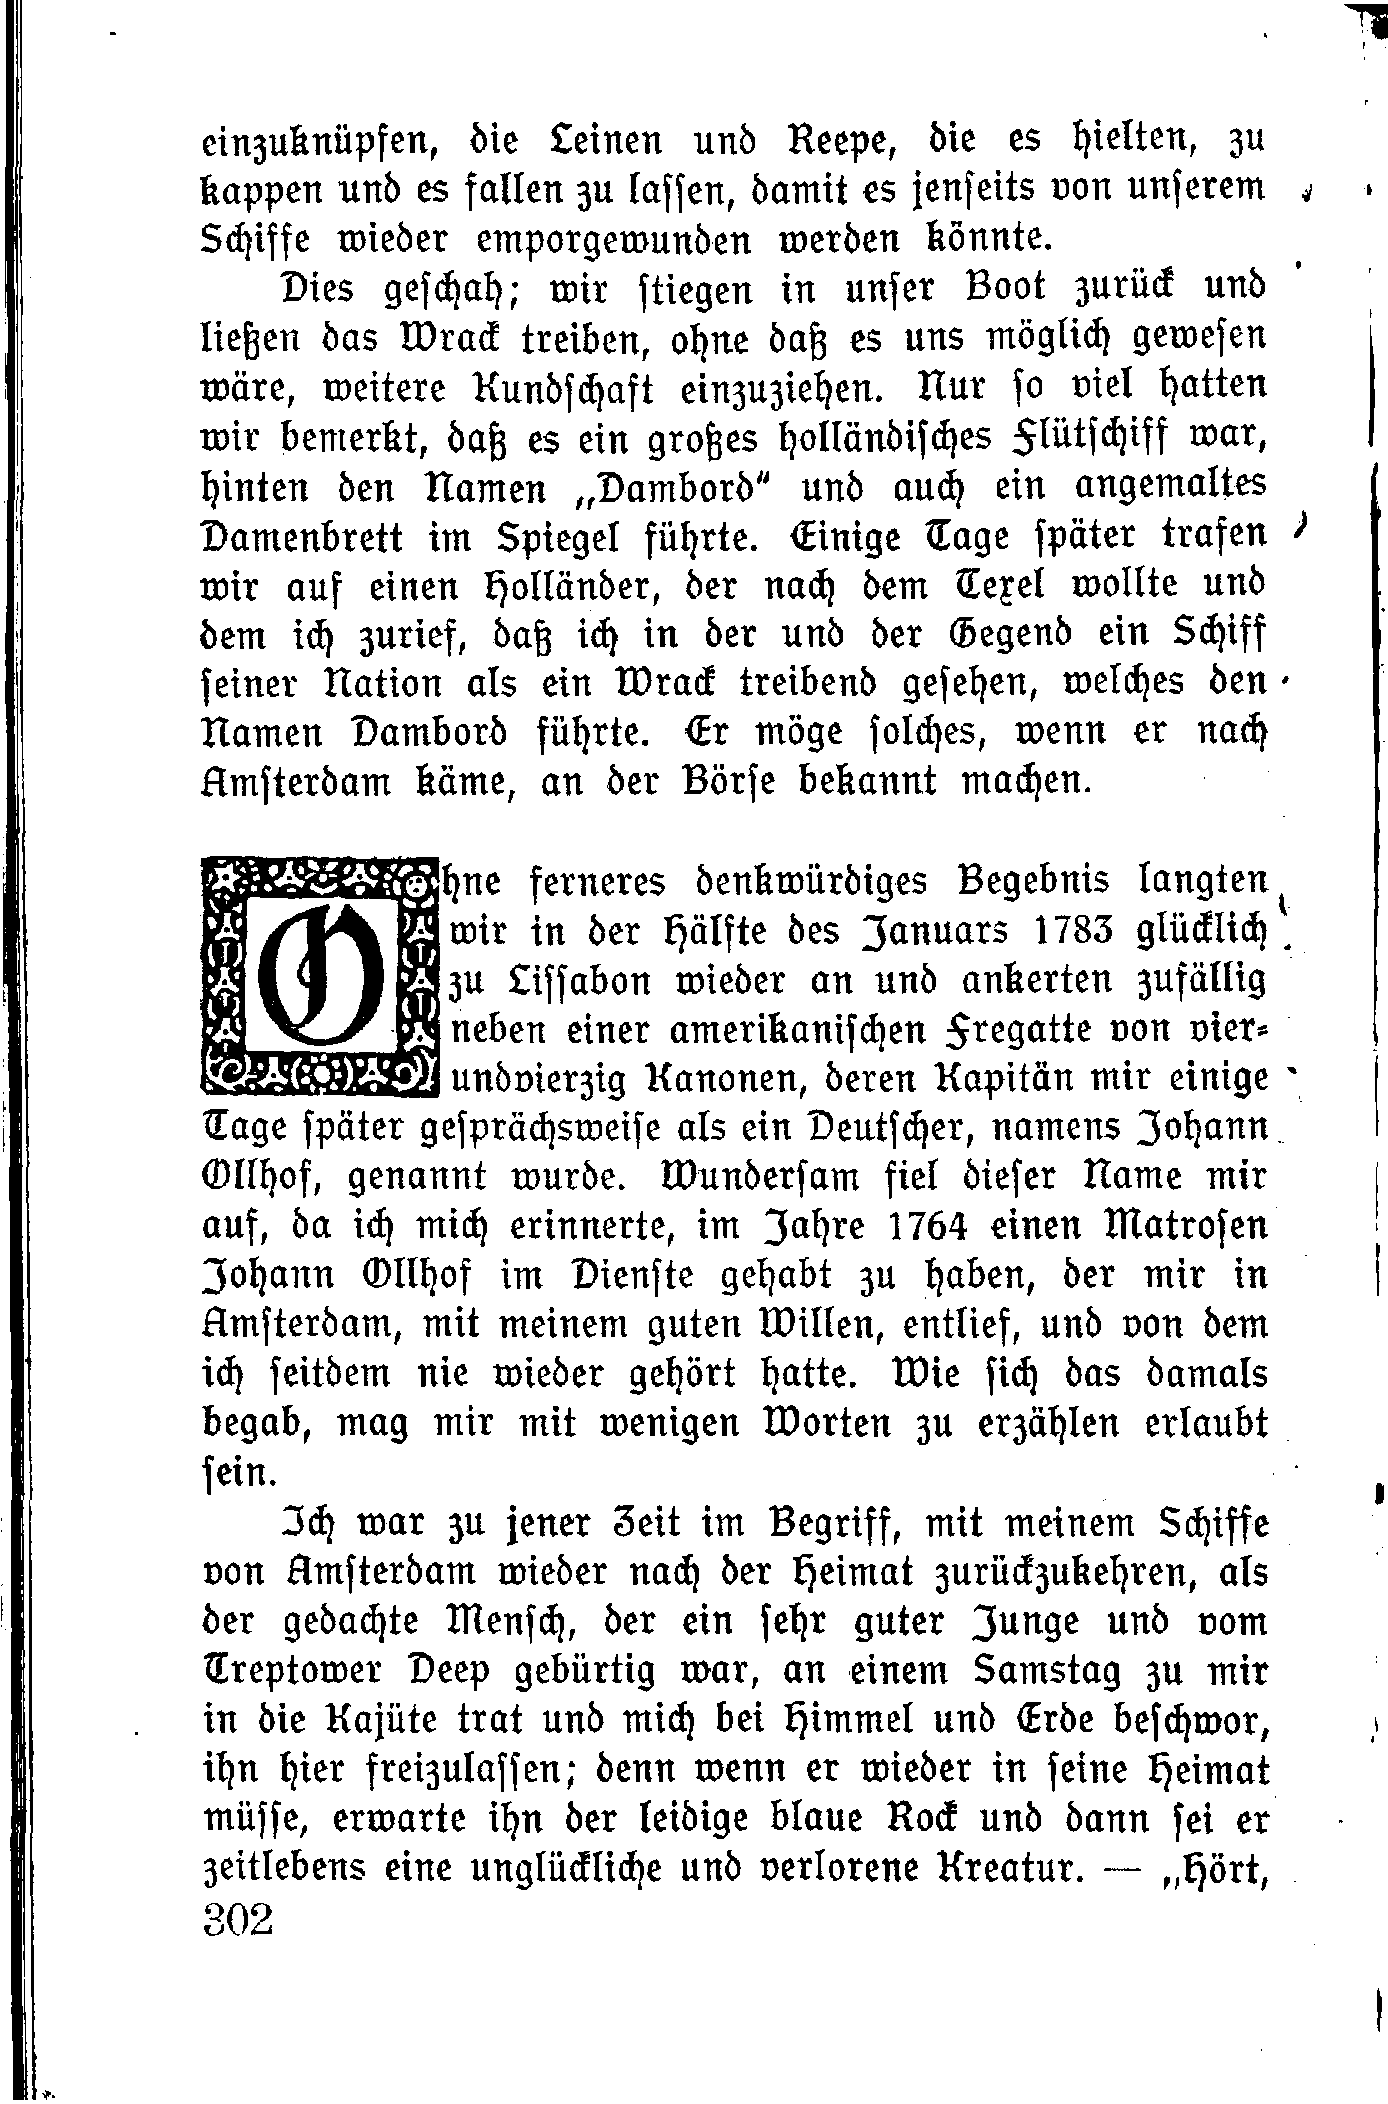 einzuknüpfen, die Leinen und Reepe, die es hielten, zu
kappen und es fallen zu lassen, damit es jenseits von unserem
Schiffe wieder emporgewunden werden könnte.
Dies geschah; wir stiegen in unser Boot zurück und
ließen das Wrack treiben, ohne daß es uns möglich gewesen
wäre, weitere Kundschaft einzuziehen. Nur so viel hatten
wir bemerkt, daß es ein großes holländisches Flütschiff war,
hinten den Namen „Dambord“ und auch ein angemaltes
Damenbrett im Spiegel führte. Einige Tage später trafen
wir auf einen Holländer, der nach dem Texel wollte und
dem ich zurief, daß ich in der und der Gegend ein Schiff
seiner Nation als ein Wrack treibend gesehen, welches den
Namen Dambord führte. Er möge solches, wenn er nach
Amsterdam käme, an der Börse bekannt machen.
Ohne ferneres denkwürdiges Begebnis langten
wir in der Hälfte des Januars 1783 glücklich
zu Lissabon wieder an und ankerten zufällig
neben einer amerikanischen Fregatte von vier-
undvierzig Kanonen, deren Kapitän mir einige
Tage später gesprächsweise als ein Deutscher, namens Johann
Ollhof, genannt wurde. Wundersam fiel dieser Name mir
auf, da ich mich erinnerte, im Jahre 1764 einen Matrosen
Johann Ollhof im Dienste gehabt zu haben, der mir in
Amsterdam, mit meinem guten Willen, entlief, und von dem
ich seitdem nie wieder gehört hatte. Wie sich das damals
begab, mag mir mit wenigen Worten zu erzählen erlaubt
sein.
Ich war zu jener Zeit im Begriff, mit meinem Schiffe
von Amsterdam wieder nach der Heimat zurückzukehren, als
der gedachte Mensch, der ein sehr guter Junge und vom
Treptower Deep gebürtig war, an einem Samstag zu mir
in die Kajüte trat und mich bei Himmel und Erde beschwor,
ihn hier freizulassen; denn wenn er wieder in seine Heimat
müsse, erwarte ihn der leidige blaue Rock und dann sei er
zeitlebens eine unglückliche und verlorene Kreatur. — „Hört,
302